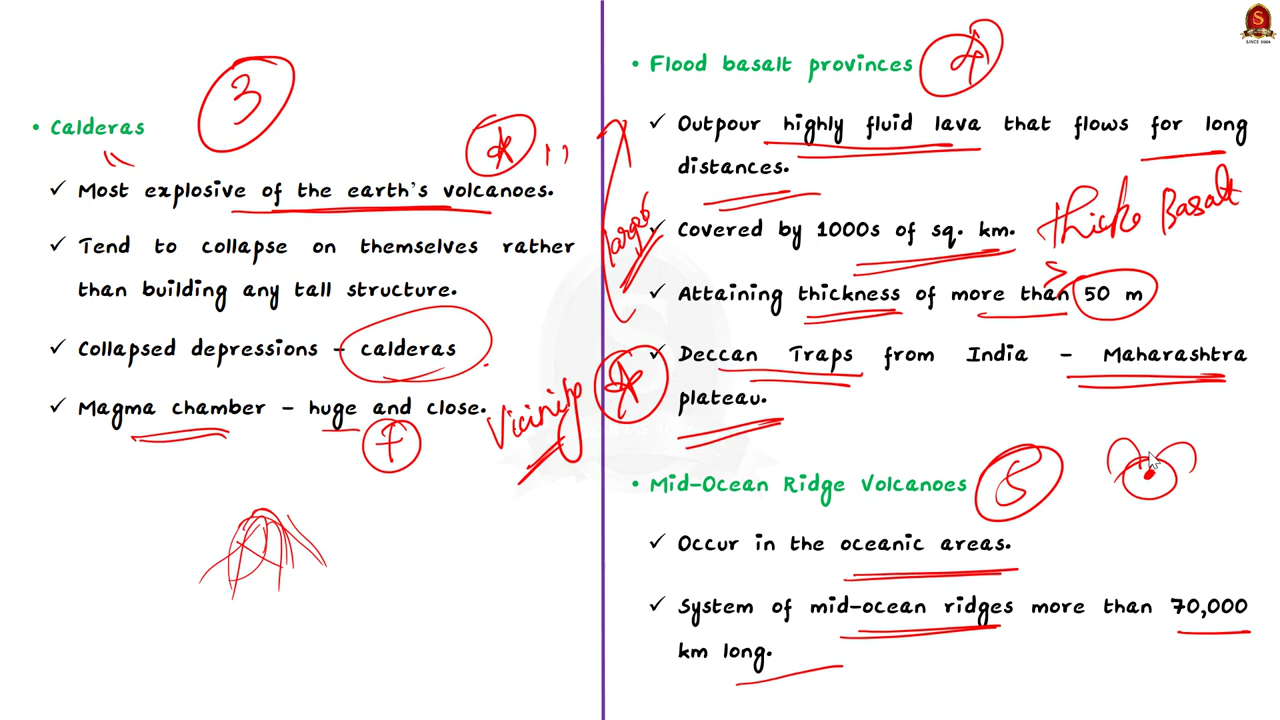 3
• Calderas
✓ Most explosive of the earth's volcanoes.
✓ Tend to collapse on themselves rather
than building any tall structure.
✓ Collapsed depressions - calderas
✓ Magma chamber - huge and close.
Vicinity
• Flood basalt provinces
4
✓ Outpour highly fluid lava that flows for long
distances.
✓ Covered by 1000s of sq. km.
Thick Basalt
✓ Attaining thickness of more than 50 m
✓ Deccan Traps from India - Maharashtra
plateau.
• Mid-Ocean Ridge Volcanoes
5
✓ Occur in the oceanic areas.
✓ System of mid-ocean ridges more than 70,000
km long.
S
SINCE 2004